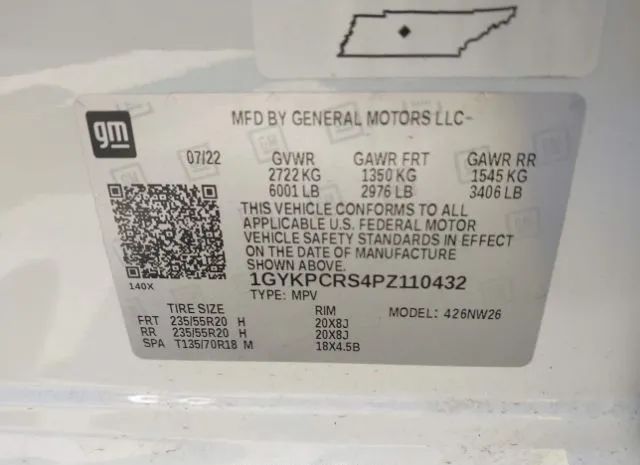 gm
MFD BY GENERAL MOTORS LLC
07/22 GVWR GAWR FRT GAWR RR
2722 KG 1350 KG 1545 KG
6001 LB 2976 LB 3406 LB
THIS VEHICLE CONFORMS TO ALL
APPLICABLE U.S. FEDERAL MOTOR
VEHICLE SAFETY STANDARDS IN EFFECT
ON THE DATE OF MANUFACTURE
SHOWN ABOVE.
140X
1GYKPCRS4PZ110432
TYPE: MPV
TIRE SIZE RIM MODEL: 426NW26
FRT 235/55R20 H 20X8J
RR 235/55R20 H 20X8J
SPA T135/70R18 M 18X4.5B